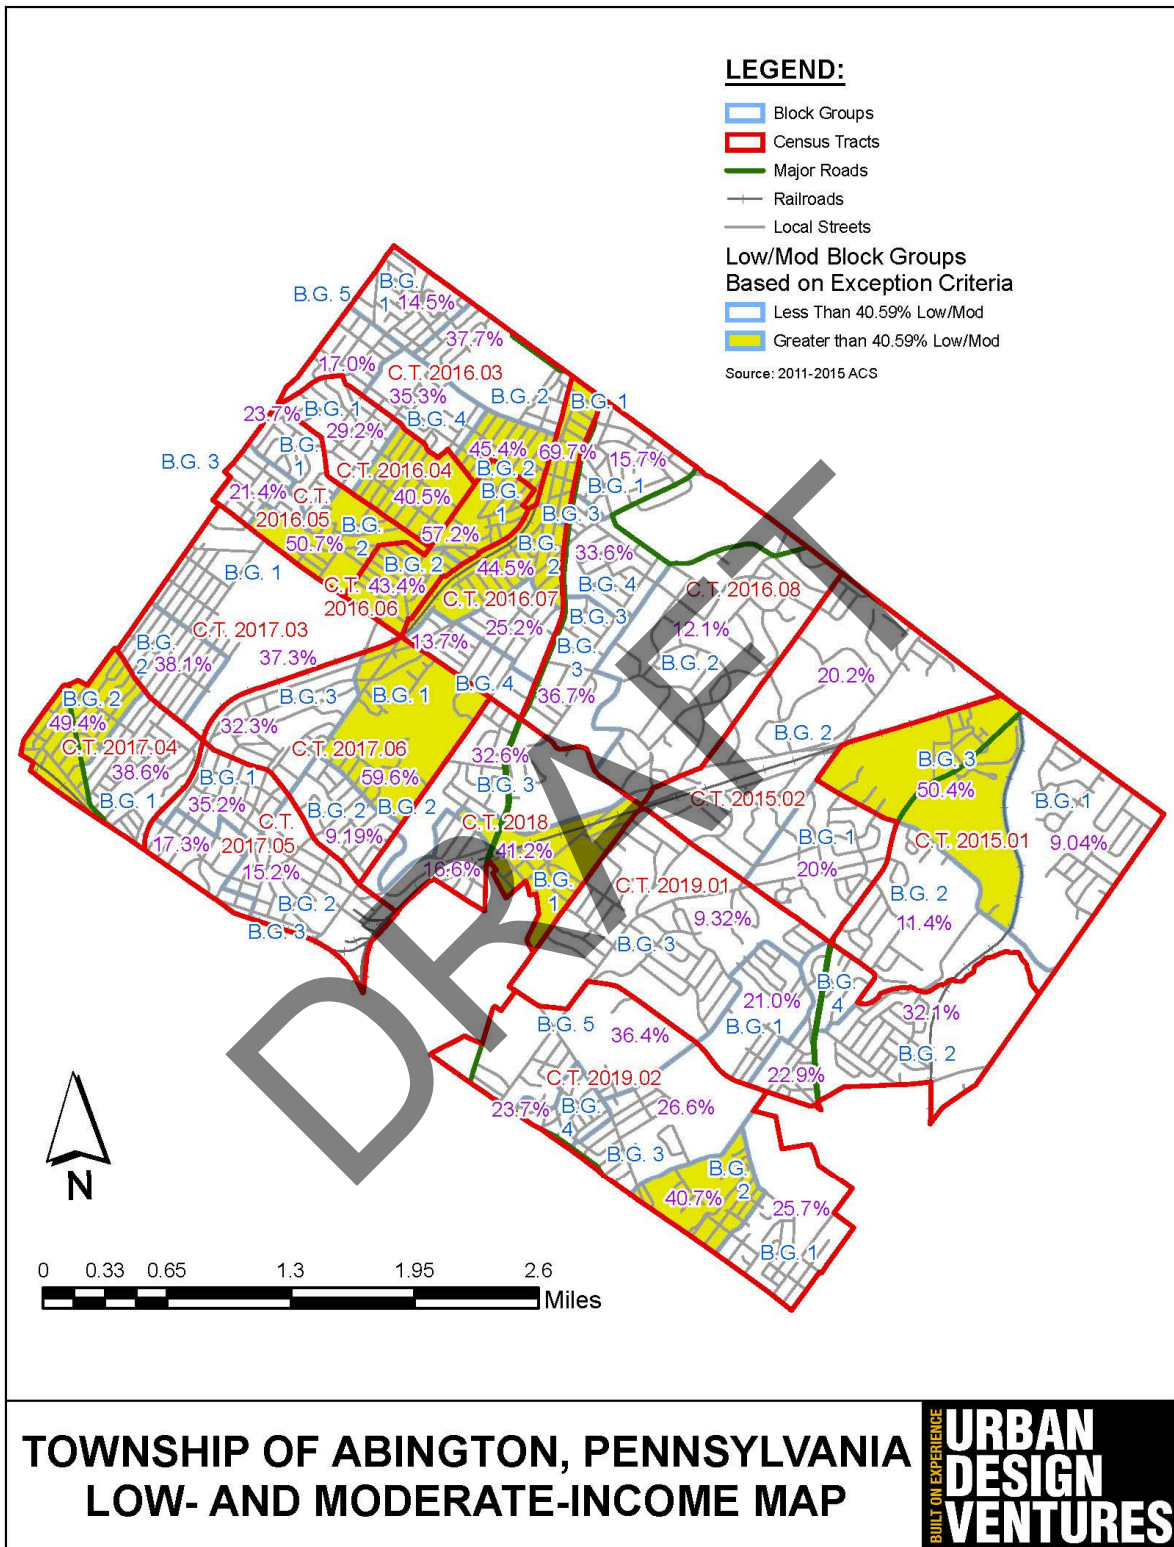 LEGEND:
Block Groups
Census Tracts
Major Roads
Railroads
Local Streets
Low/Mod Block Groups
Based on Exception Criteria
Less Than 40.59% Low/Mod
Greater than 40.59% Low/Mod
Source: 2011-2015 ACS
B.G. 5
B.G.
1
14.5%
37.7%
17.0%
C.T. 2016.03
35.3%
B.G. 2
B.G. 1
23.7%
B.G. 1
29.2%
B.G. 4
B.G. 3
B.G.
1
45.4%
69.7%
15.7%
C.T. 2016.04
B.G. 2
40.5%
B.G.
1
B.G. 1
21.4%
C.T.
2016.05
50.7%
B.G.
2
57.2%
B.G. 3
B.G.
2
33.6%
B.G. 1
B.G. 2
43.4%
44.5%
B.G. 4
C.T. 2016.08
C.T.
2016.06
C.T. 2016.07
B.G. 3
25.2%
12.1%
C.T. 2017.03
B.G.
2
38.1%
37.3%
13.7%
B.G.
3
B.G. 2
20.2%
B.G. 2
49.4%
B.G. 3
B.G. 1
B.G. 4
36.7%
32.3%
B.G. 2
C.T. 2017.04
38.6%
C.T. 2017.06
59.6%
32.6%
B.G. 3
B.G. 3
50.4%
B.G. 1
B.G. 1
35.2%
B.G. 2
B.G. 2
C.T. 2015.02
B.G. 1
9.04%
17.3%
C.T.
2017.05
15.2%
9.19%
C.T. 2018
41.2%
B.G. 1
20%
C.T. 2015.01
16.6%
B.G.
1
C.T. 2019.01
9.32%
B.G. 2
11.4%
B.G. 2
B.G. 3
B.G. 3
21.0%
B.G.
4
32.1%
B.G. 5
36.4%
B.G. 1
B.G. 2
C.T. 2019.02
22.9%
23.7%
B.G.
4
26.6%
B.G. 3
B.G.
2
40.7%
25.7%
B.G. 1
DRAFT
N
0 0.33 0.65 1.3 1.95 2.6
Miles
TOWNSHIP OF ABINGTON, PENNSYLVANIA
LOW- AND MODERATE-INCOME MAP
BUILT ON EXPERIENCE
URBAN
DESIGN
VENTURES